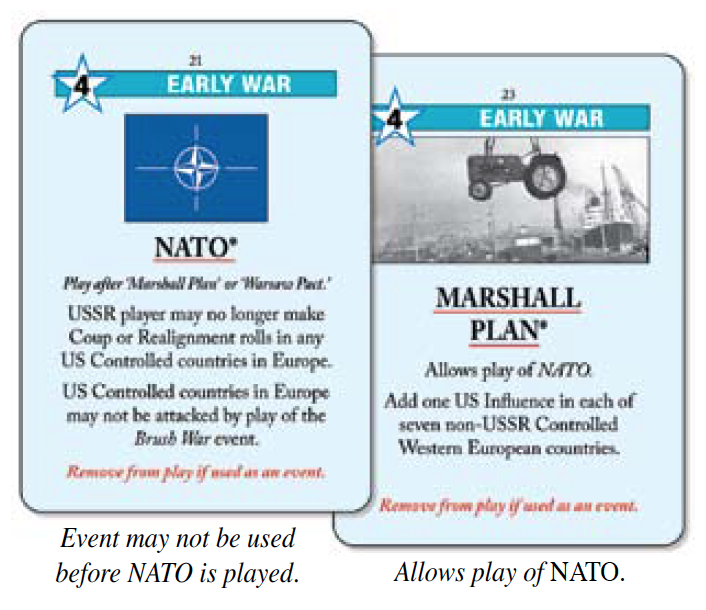 21
4
EARLY WAR
NATO*
Play after 'Marshall Plan' or 'Warsaw Pact.'
USSR player may no longer make
Coup or Realignment rolls in any
US Controlled countries in Europe.
US Controlled countries in Europe
may not be attacked by play of the
Brush War event.
Remove from play if used as an event.
Event may not be used
before NATO is played.
23
4
EARLY WAR
MARSHALL
PLAN*
Allows play of NATO.
Add one US Influence in each of
seven non-USSR Controlled
Western European countries.
Remove from play if used as an event.
Allows play of NATO.